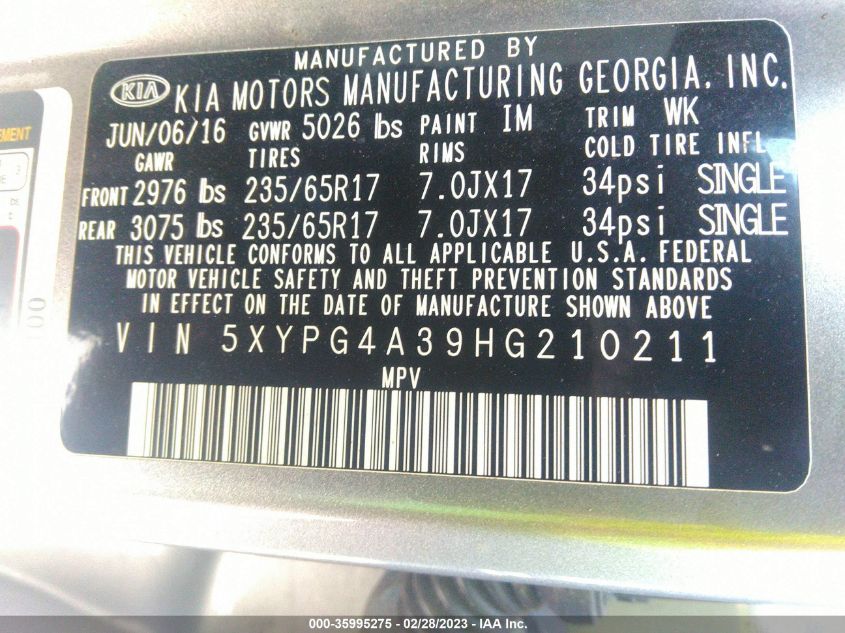 MANUFACTURED BY
KIA KIA MOTORS MANUFACTURING GEORGIA, INC.
JUN/06/16 GVWR 5026 lbs PAINT IM TRIM WK
GAWR TIRES RIMS COLD TIRE INFL
FRONT 2976 lbs 235/65R17 7.0JX17 34psi SINGLE
REAR 3075 lbs 235/65R17 7.0JX17 34psi SINGLE
THIS VEHICLE CONFORMS TO ALL APPLICABLE U.S.A. FEDERAL
MOTOR VEHICLE SAFETY AND THEFT PREVENTION STANDARDS
IN EFFECT ON THE DATE OF MANUFACTURE SHOWN ABOVE
VIN 5XYPG4A39HG210211
MPV
000-35995275 - 02/28/2023 - IAA Inc.